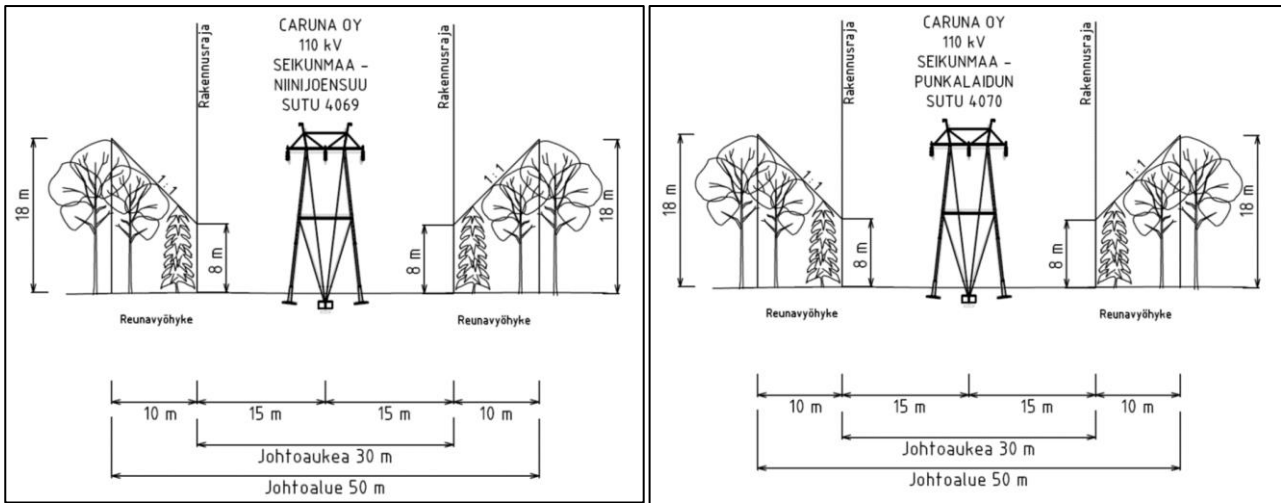 CARUNA OY
110 kV
SEIKUNMAA -
NIINIJOENSUU
SUTU 4069
Rakennusraja
Rakennusraja
1:1
1:1
18 m
8 m
8 m
18 m
Reunavyöhyke
Reunavyöhyke
10 m
15 m
15 m
10 m
Johtoaukea 30 m
Johtoalue 50 m
CARUNA OY
110 kV
SEIKUNMAA -
PUNKALAIDUN
SUTU 4070
Rakennusraja
Rakennusraja
1:1
1:1
18 m
8 m
8 m
18 m
Reunavyöhyke
Reunavyöhyke
10 m
15 m
15 m
10 m
Johtoaukea 30 m
Johtoalue 50 m